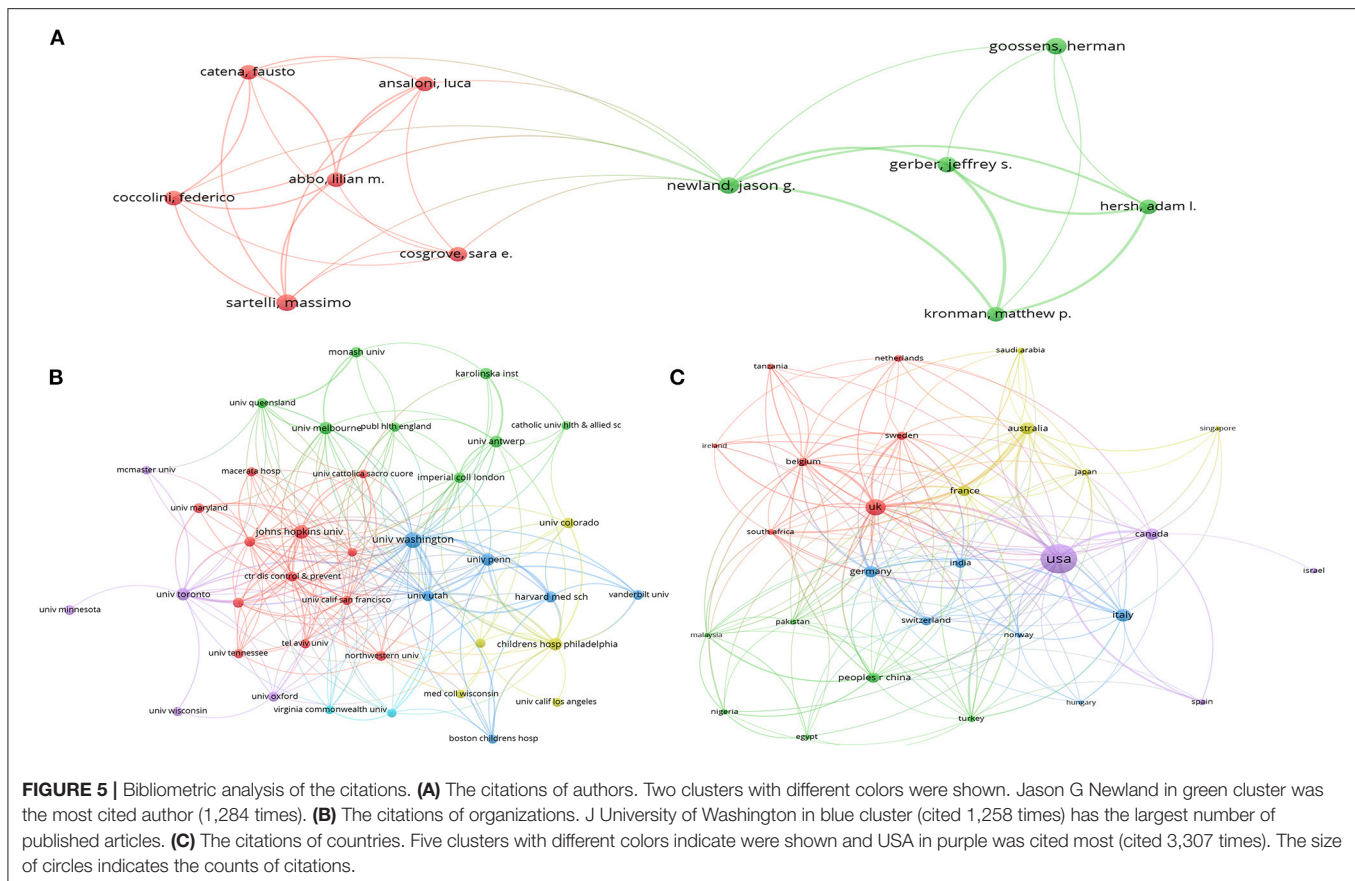 A
catena, fausto
ansaloni, luca
goossens, herman
abbo, lilian m.
gerber, jeffrey s.
newland, jason g.
coccolini, federico
hersh, adam l.
cosgrove, sara e.
sartelli, massimo
kronman, matthew p.
B
monash univ
karolinska inst
univ queensland
univ melbourne
publ hlth england
catholic univ hlth & allied sc
univ antwerp
mcmaster univ
macerata hosp
univ cattolica sacro cuore
imperial coll london
univ maryland
johns hopkins univ
univ washington
univ colorado
univ penn
ctr dis control & prevent
univ toronto
univ calif san francisco
univ utah
harvard med sch
vanderbilt univ
univ minnesota
tel aviv univ
univ tennessee
northwestern univ
childrens hosp philadelphia
univ oxford
med coll wisconsin
univ calif los angeles
univ wisconsin
virginia commonwealth univ
boston childrens hosp
C
saudi arabia
netherlands
tanzania
australia
singapore
sweden
ireland
belgium
japan
france
uk
south africa
canada
usa
india
germany
israel
pakistan
switzerland
italy
malaysia
norway
peoples r china
nigeria
turkey
hungary
spain
egypt
FIGURE 5 | Bibliometric analysis of the citations. (A) The citations of authors. Two clusters with different colors were shown. Jason G Newland in green cluster was
the most cited author (1,284 times). (B) The citations of organizations. J University of Washington in blue cluster (cited 1,258 times) has the largest number of
published articles. (C) The citations of countries. Five clusters with different colors indicate were shown and USA in purple was cited most (cited 3,307 times). The size
of circles indicates the counts of citations.